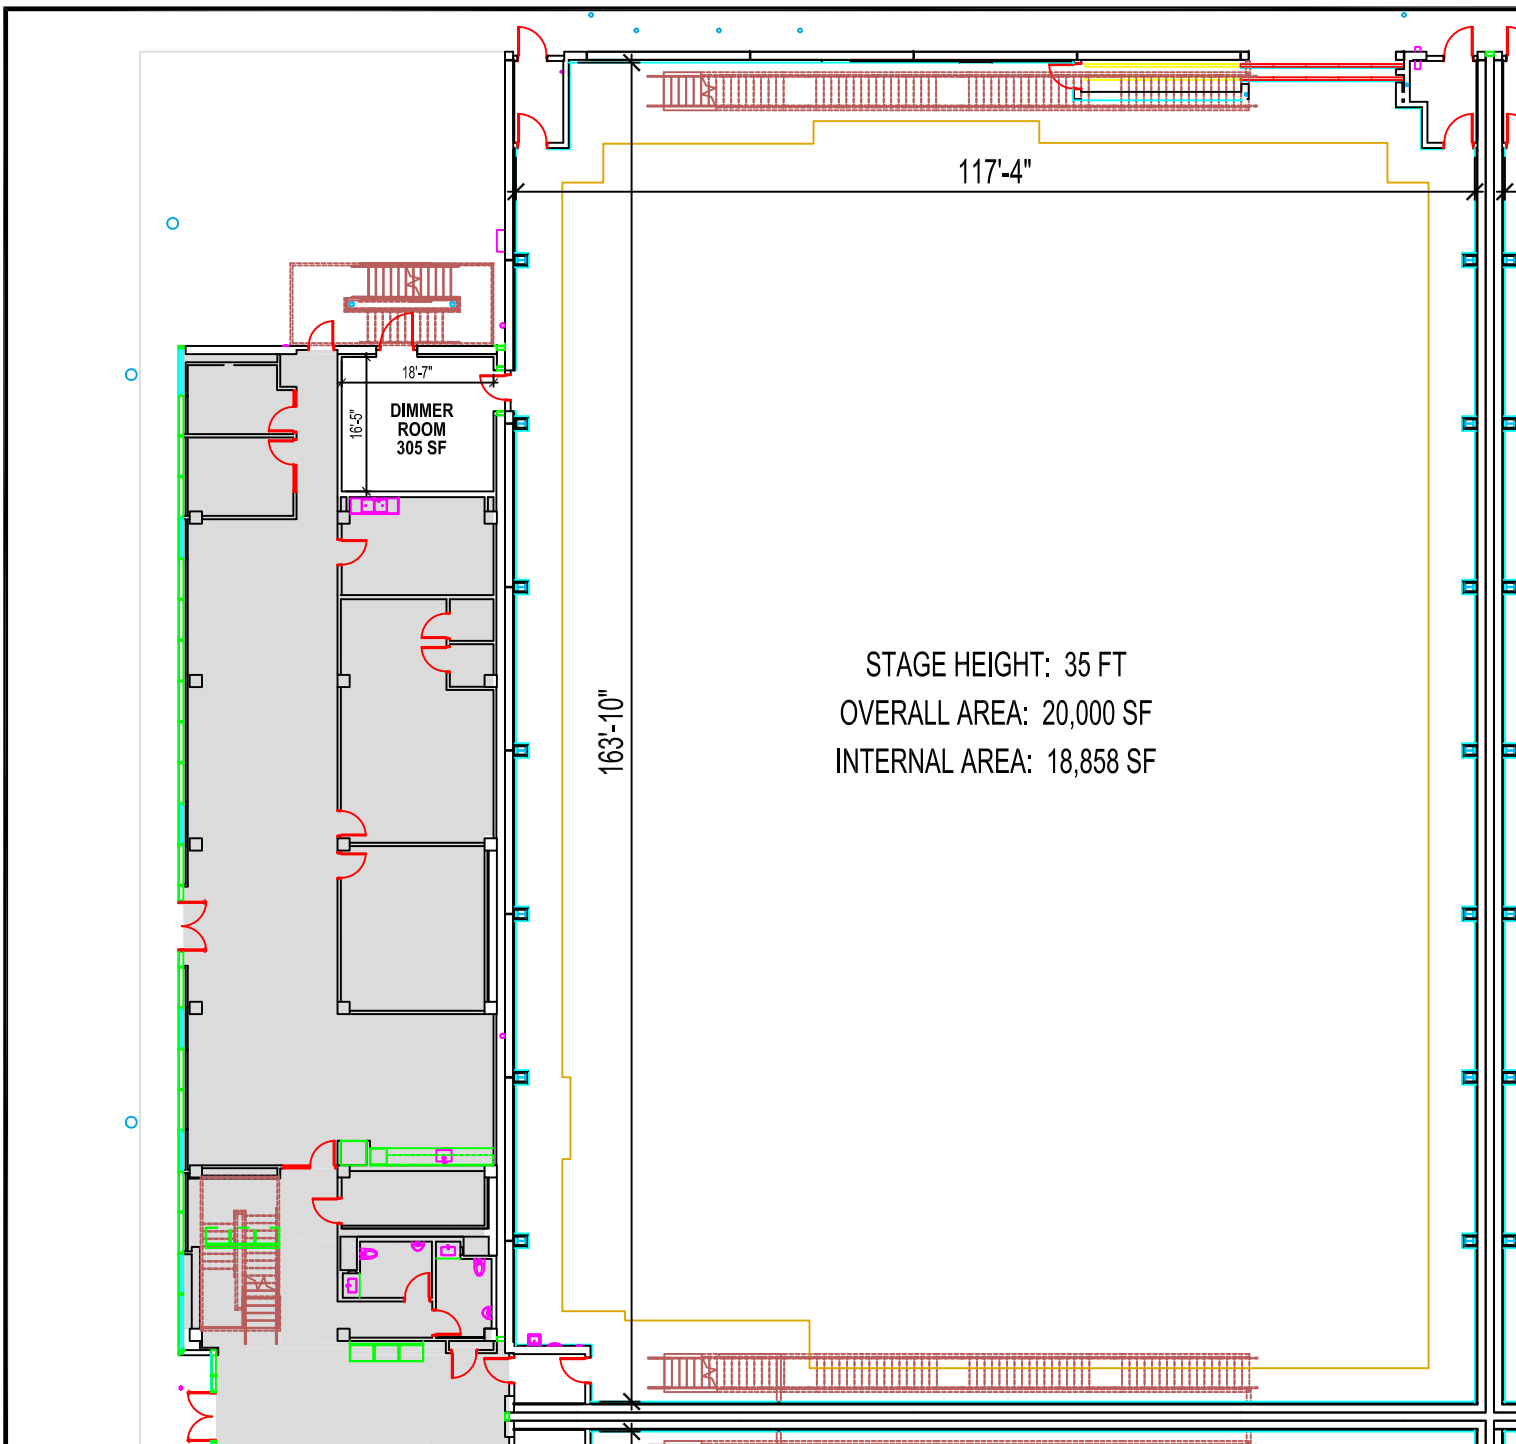 117'-4"
18'-7"
16'-5"
DIMMER
ROOM
305 SF
163'-10"
STAGE HEIGHT: 35 FT
OVERALL AREA: 20,000 SF
INTERNAL AREA: 18,858 SF